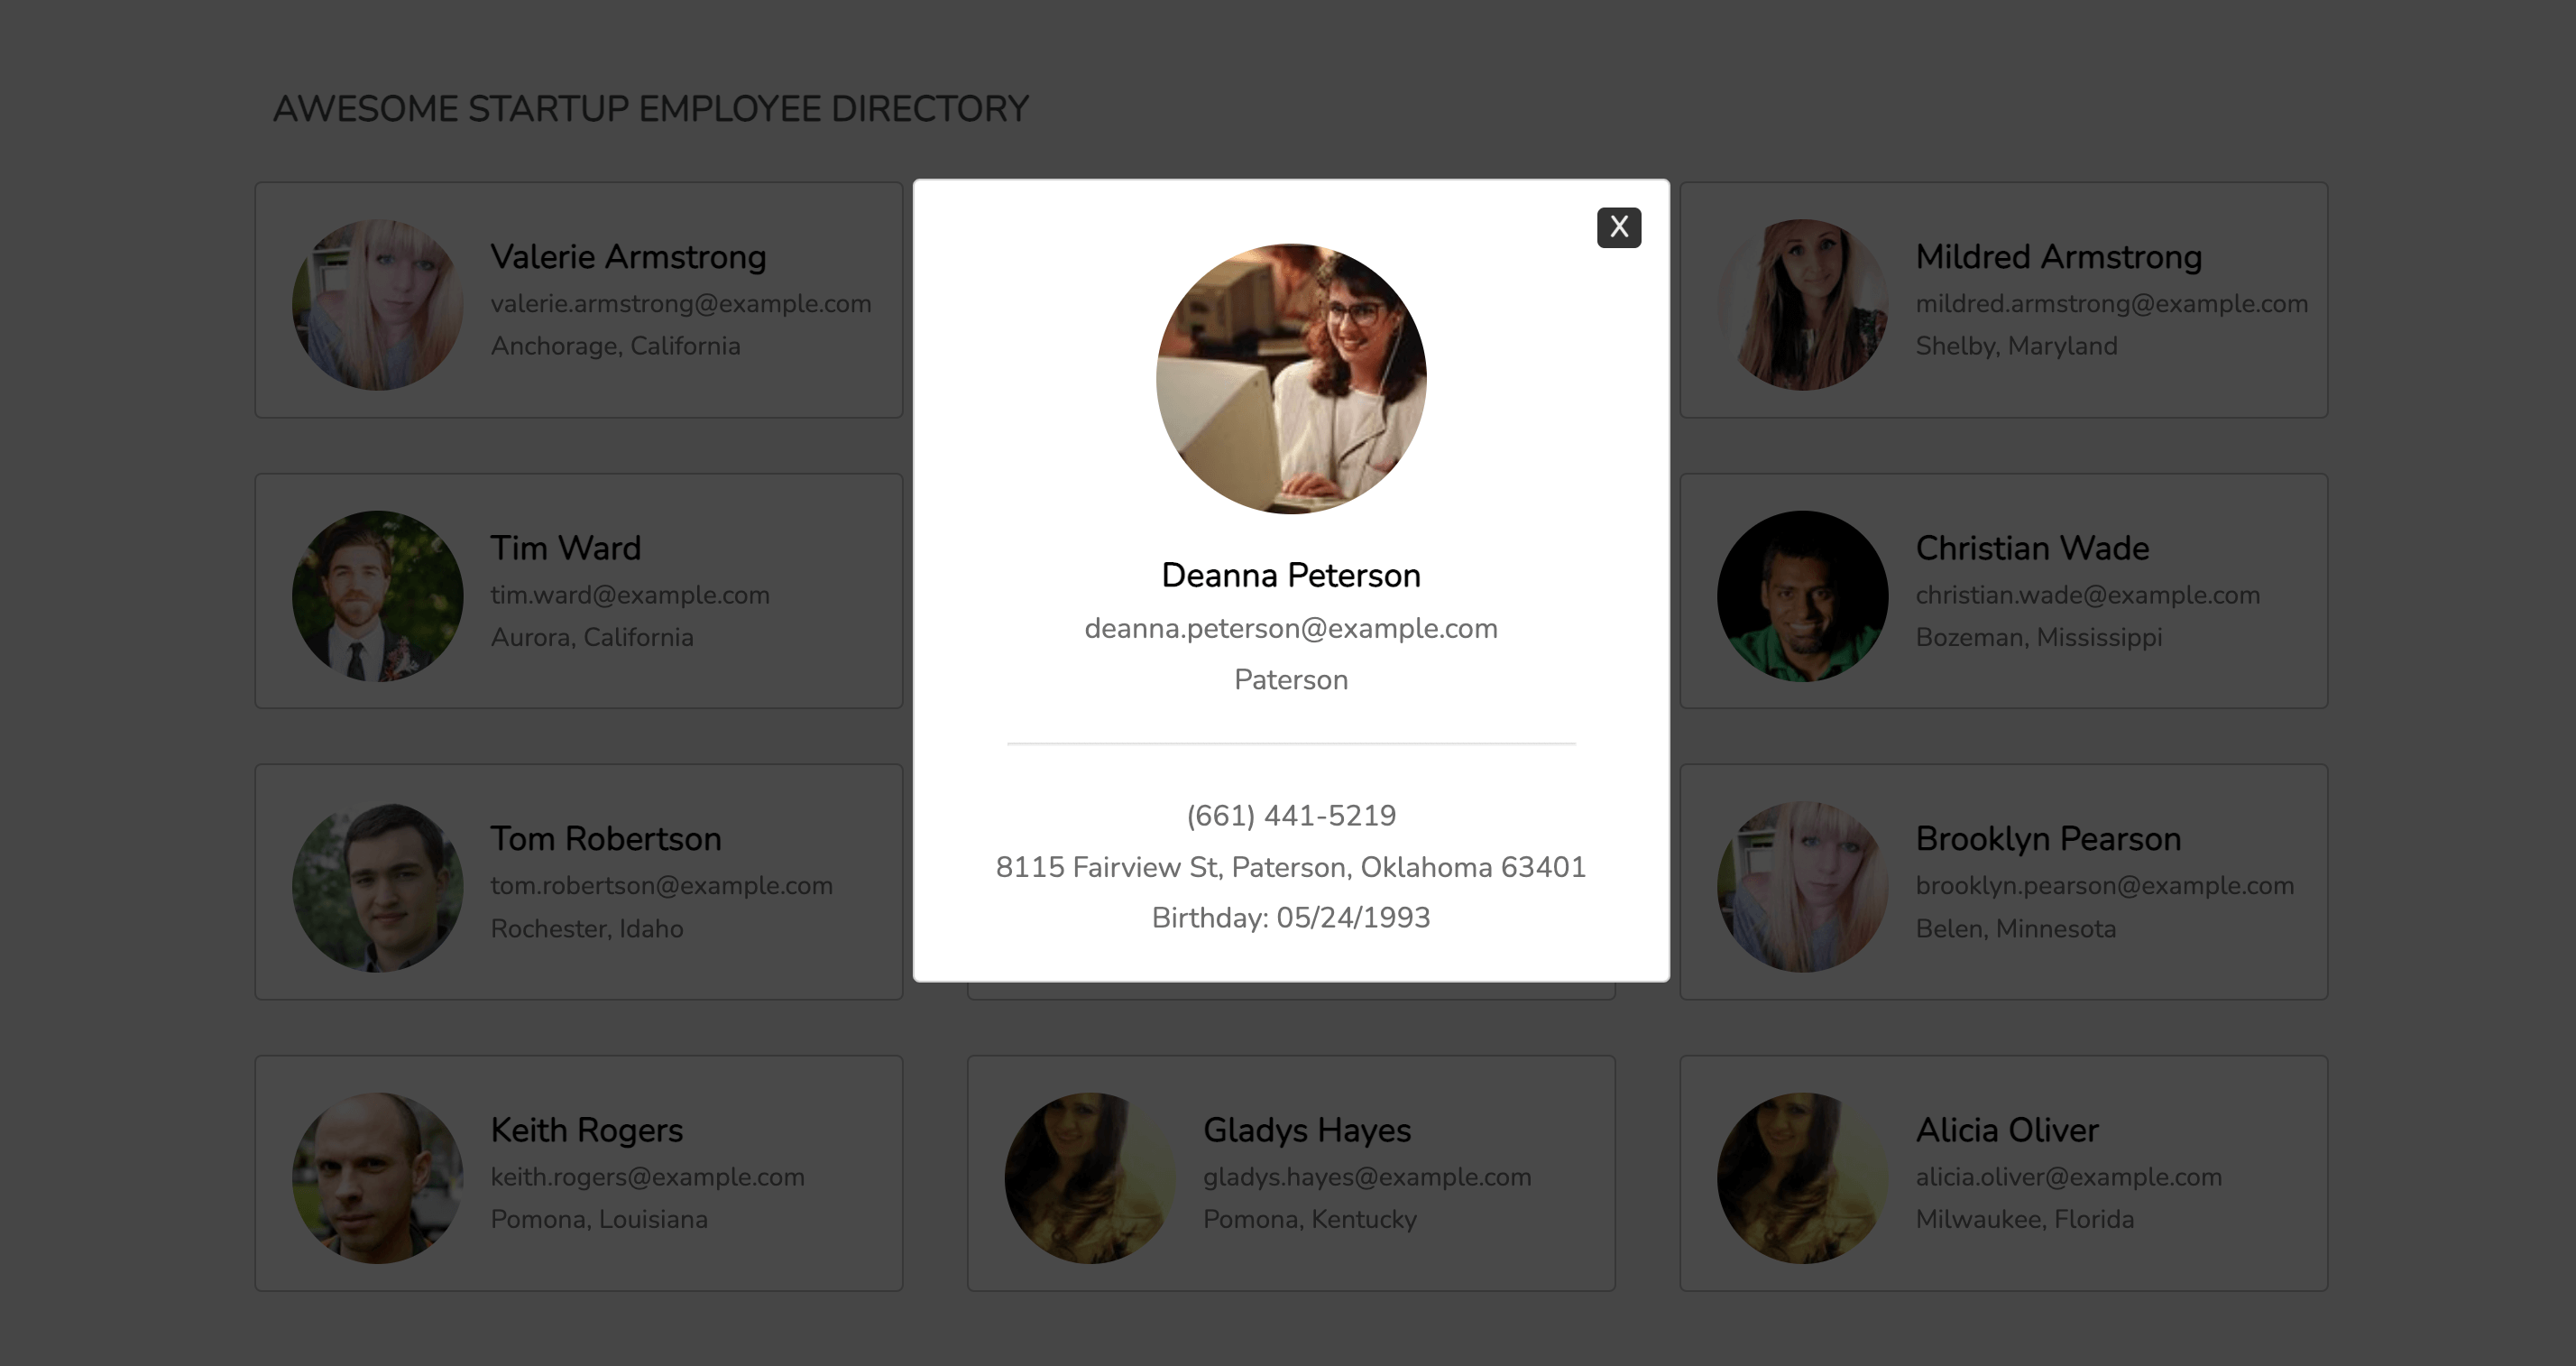 AWESOME STARTUP EMPLOYEE DIRECTORY
Valerie Armstrong
valerie.armstrong@example.com
Anchorage, California
X
Deanna Peterson
deanna.peterson@example.com
Paterson
(661) 441-5219
8115 Fairview St, Paterson, Oklahoma 63401
Birthday: 05/24/1993
Mildred Armstrong
mildred.armstrong@example.com
Shelby, Maryland
Tim Ward
tim.ward@example.com
Aurora, California
Christian Wade
christian.wade@example.com
Bozeman, Mississippi
Tom Robertson
tom.robertson@example.com
Rochester, Idaho
Brooklyn Pearson
brooklyn.pearson@example.com
Belen, Minnesota
Keith Rogers
keith.rogers@example.com
Pomona, Louisiana
Gladys Hayes
gladys.hayes@example.com
Pomona, Kentucky
Alicia Oliver
alicia.oliver@example.com
Milwaukee, Florida